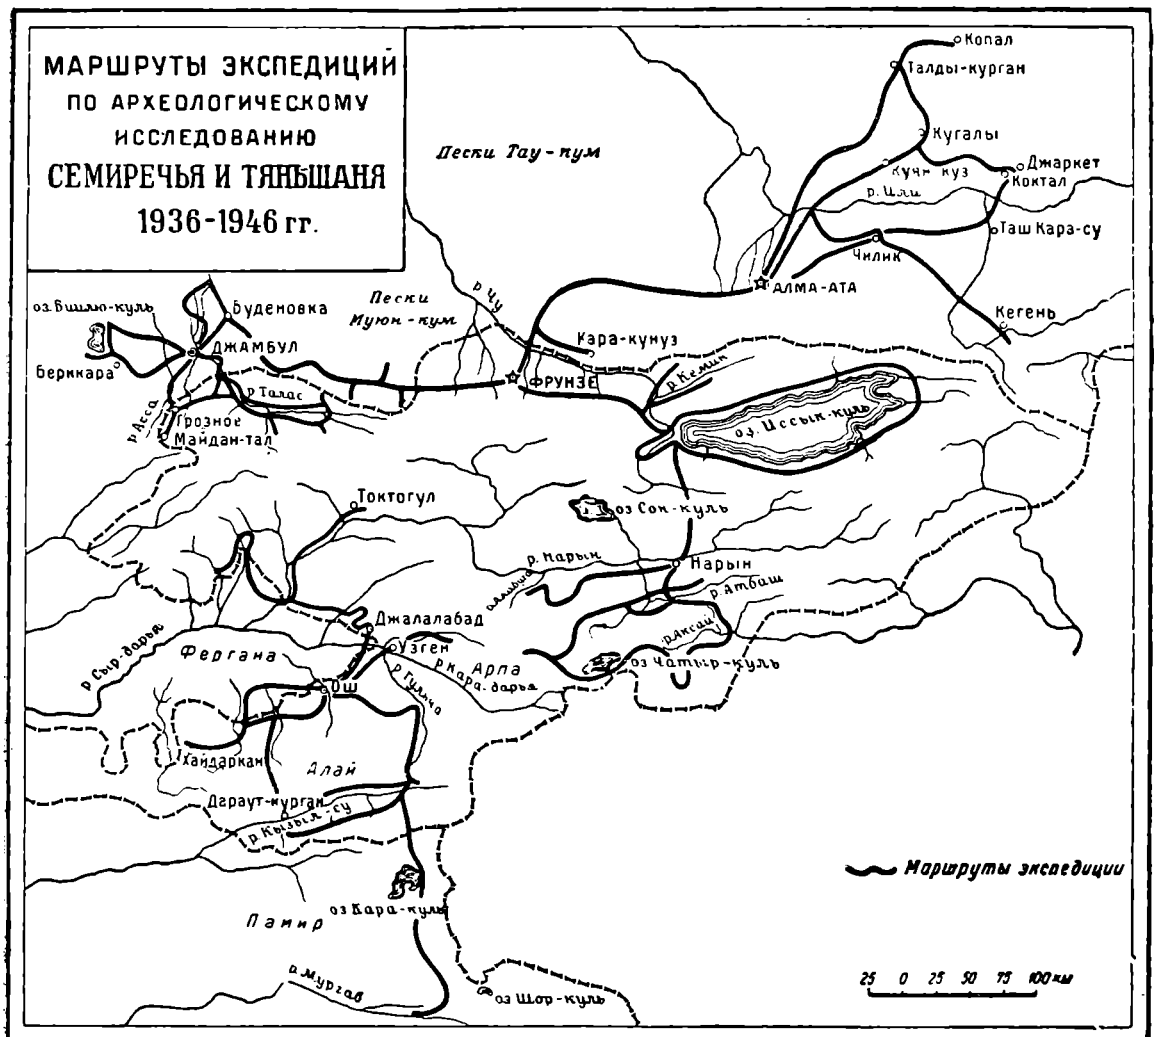 МАРШРУТЫ ЭКСПЕДИЦИЙ
ПО АРХЕОЛОГИЧЕСКОМУ
ИССЛЕДОВАНИЮ
СЕМИРЕЧЬЯ И ТЯНЬШАНЯ
1936-1946 гг.
Копал
Талды-курган
Пески Тау-кум
Кугалы
Джаркет
Коктал
р. Или
Таш Кара-су
Чилик
АЛМА-АТА
Кегень
оз. Бишлю-куль
Буденовка
Пески
Муюн-кум
р. Чу
Кара-кунуз
ДЖАМБУЛ
Берикара
ФРУНЗЕ
р. Кемин
р. Талас
р. Асса
Грозное
Майдан-тал
оз. Иссык-куль
Токтогул
оз Сон-куль
р. Нарын
Нарын
р. Атбаш
Джалалабад
р Аксай
Узген
оз Чатыр-куль
Фергана
р Сыр-дарья
Арпа
Кара-дарья
р Гульча
Ош
Хайдаркан
Алай
Дараут-курган
р. Кызыл-су
Маршруты экспедиции
оз Кара-куль
Памир
р. Мургаб
оз Шор-куль
25 0 25 50 75 100 км